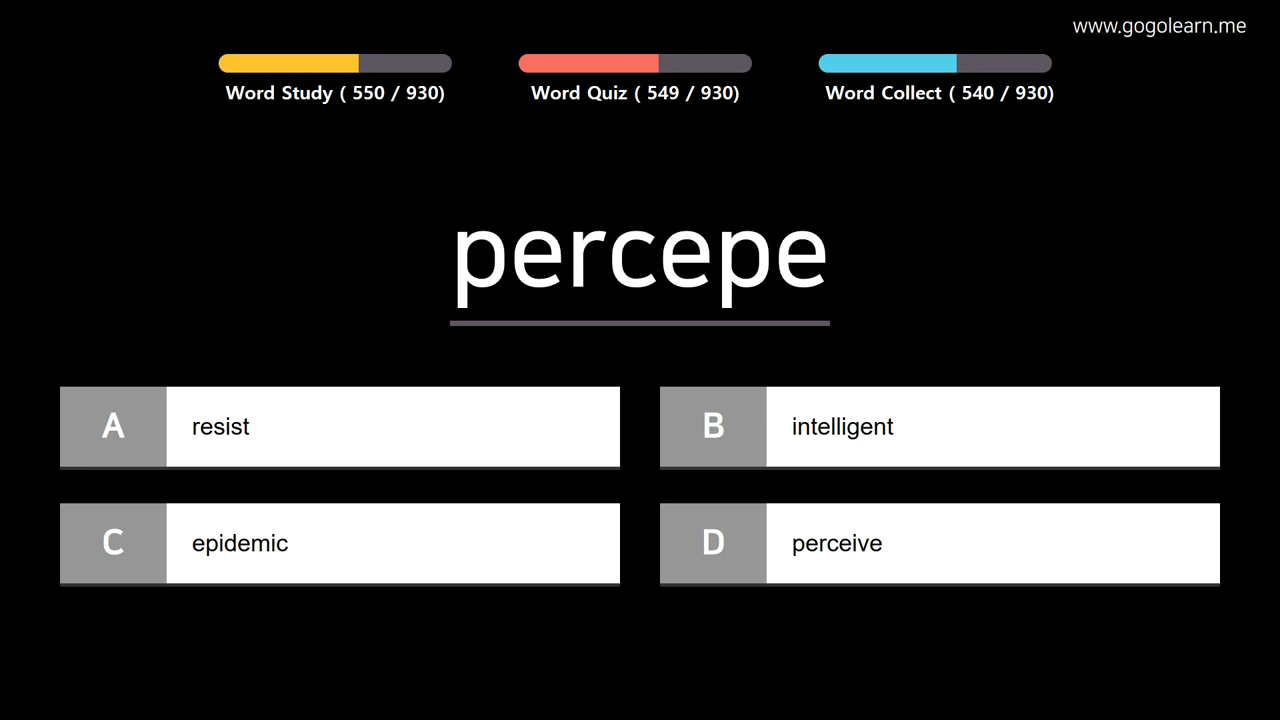 www.gogolearn.me
Word Study ( 550 / 930)
Word Quiz ( 549 / 930)
Word Collect ( 540 / 930)
percepe
A resist
B intelligent
C epidemic
D perceive